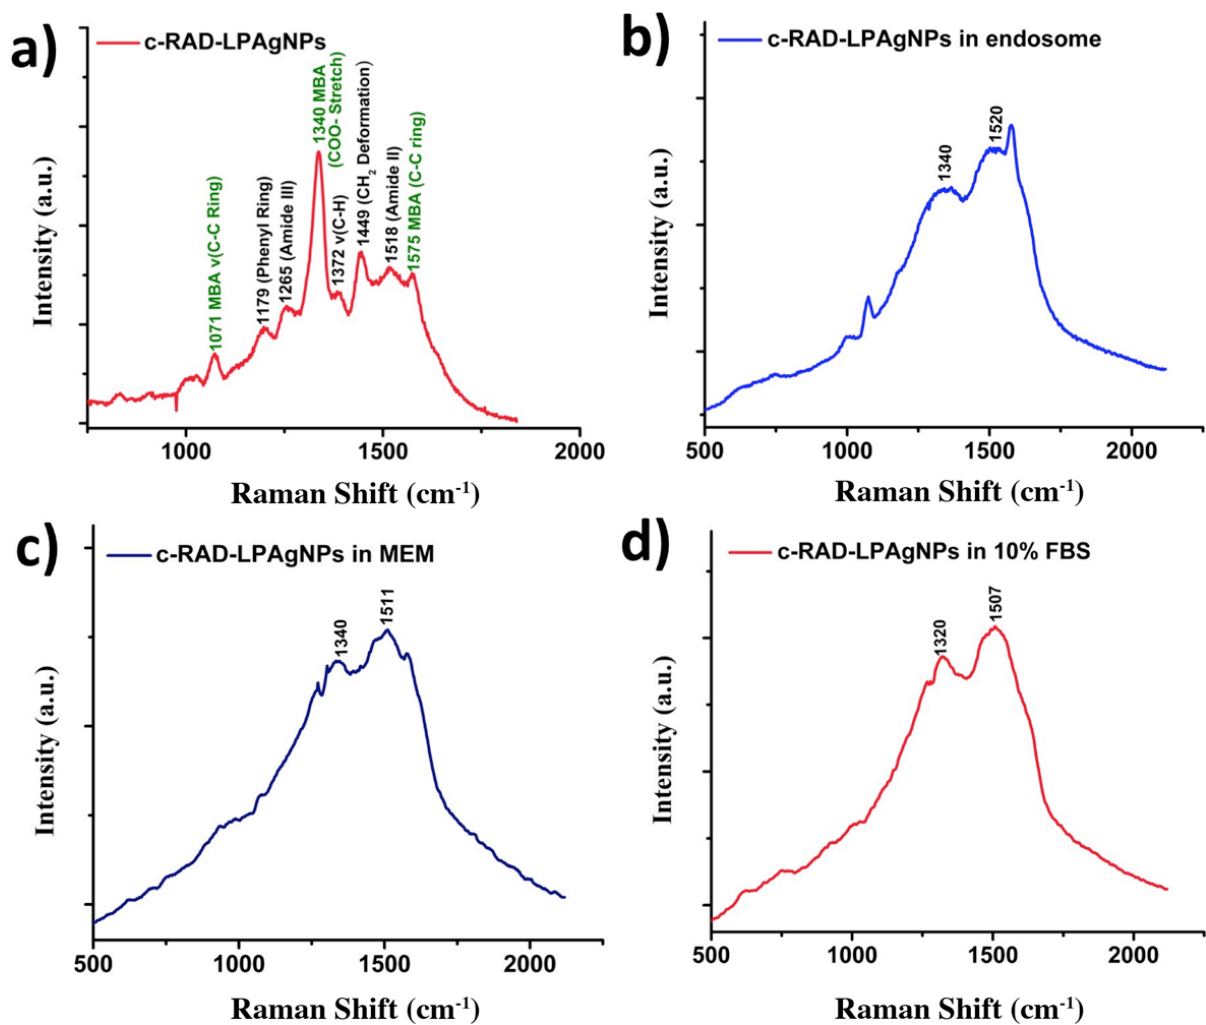 a)
c-RAD-LPAgNPs
1071 MBA v(C-C Ring)
1179 (Phenyl Ring)
1265 (Amide III)
1340 MBA
(COO- Stretch)
1372 v(C-H)
1449 (CH2 Deformation)
1518 (Amide II)
1575 MBA (C-C ring)
Intensity (a.u.)
1000
1500
2000
Raman Shift (cm-1)
b)
c-RAD-LPAgNPs in endosome
1340
1520
Intensity (a.u.)
500
1000
1500
2000
Raman Shift (cm-1)
c)
c-RAD-LPAgNPs in MEM
1340
1511
Intensity (a.u.)
500
1000
1500
2000
Raman Shift (cm-1)
d)
c-RAD-LPAgNPs in 10% FBS
1320
1507
Intensity (a.u.)
500
1000
1500
2000
Raman Shift (cm-1)